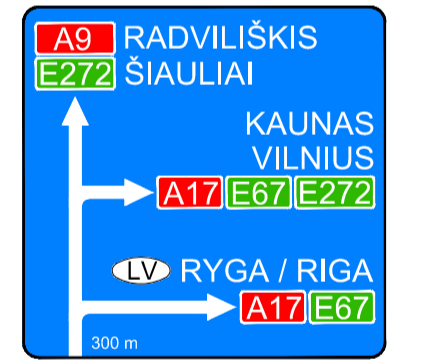 A9 RADVILIŠKIS
E272 ŠIAULIAI
KAUNAS
VILNIUS
A17 E67 E272
LV RYGA / RIGA
A17 E67
300 m